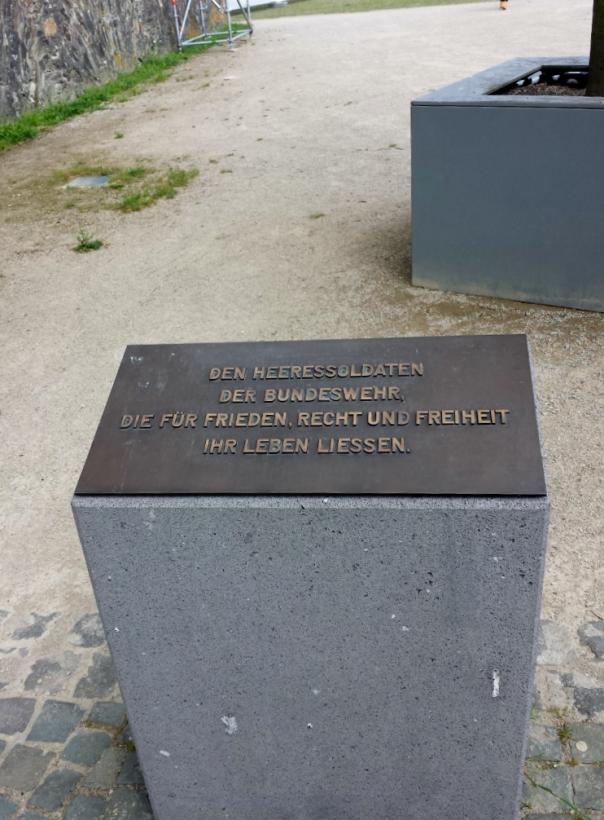 DEN HEERESSOLDATEN
DER BUNDESWEHR,
DIE FÜR FRIEDEN, RECHT UND FREIHEIT
IHR LEBEN LIESSEN.